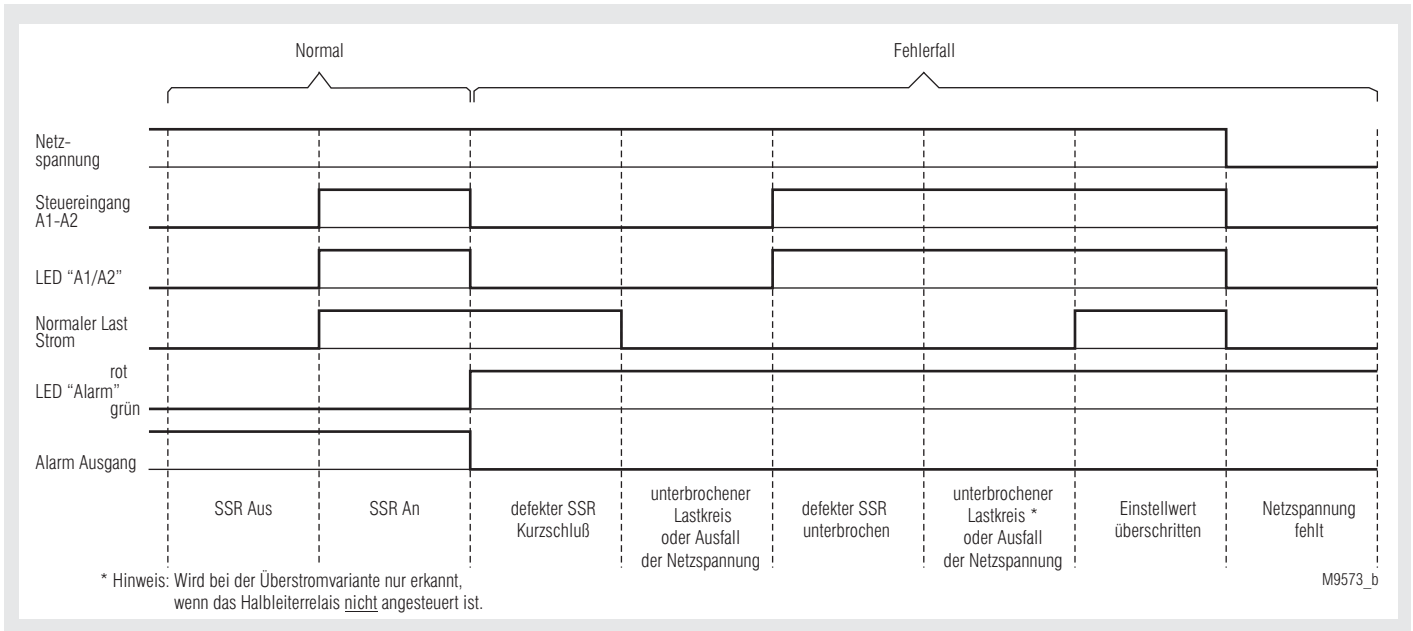 Normal
Fehlerfall
Netz-
spannung
Steuereingang
A1-A2
LED “A1/A2”
Normaler Last
Strom
rot
LED “Alarm”
grün
Alarm Ausgang
SSR Aus
SSR An
defekter SSR
Kurzschluß
unterbrochener
Lastkreis
oder Ausfall
der Netzspannung
defekter SSR
unterbrochen
unterbrochener
Lastkreis *
oder Ausfall
der Netzspannung
Einstellwert
überschritten
Netzspannung
fehlt
* Hinweis: Wird bei der Überstromvariante nur erkannt,
wenn das Halbleiterrelais nicht angesteuert ist.
M9573_b